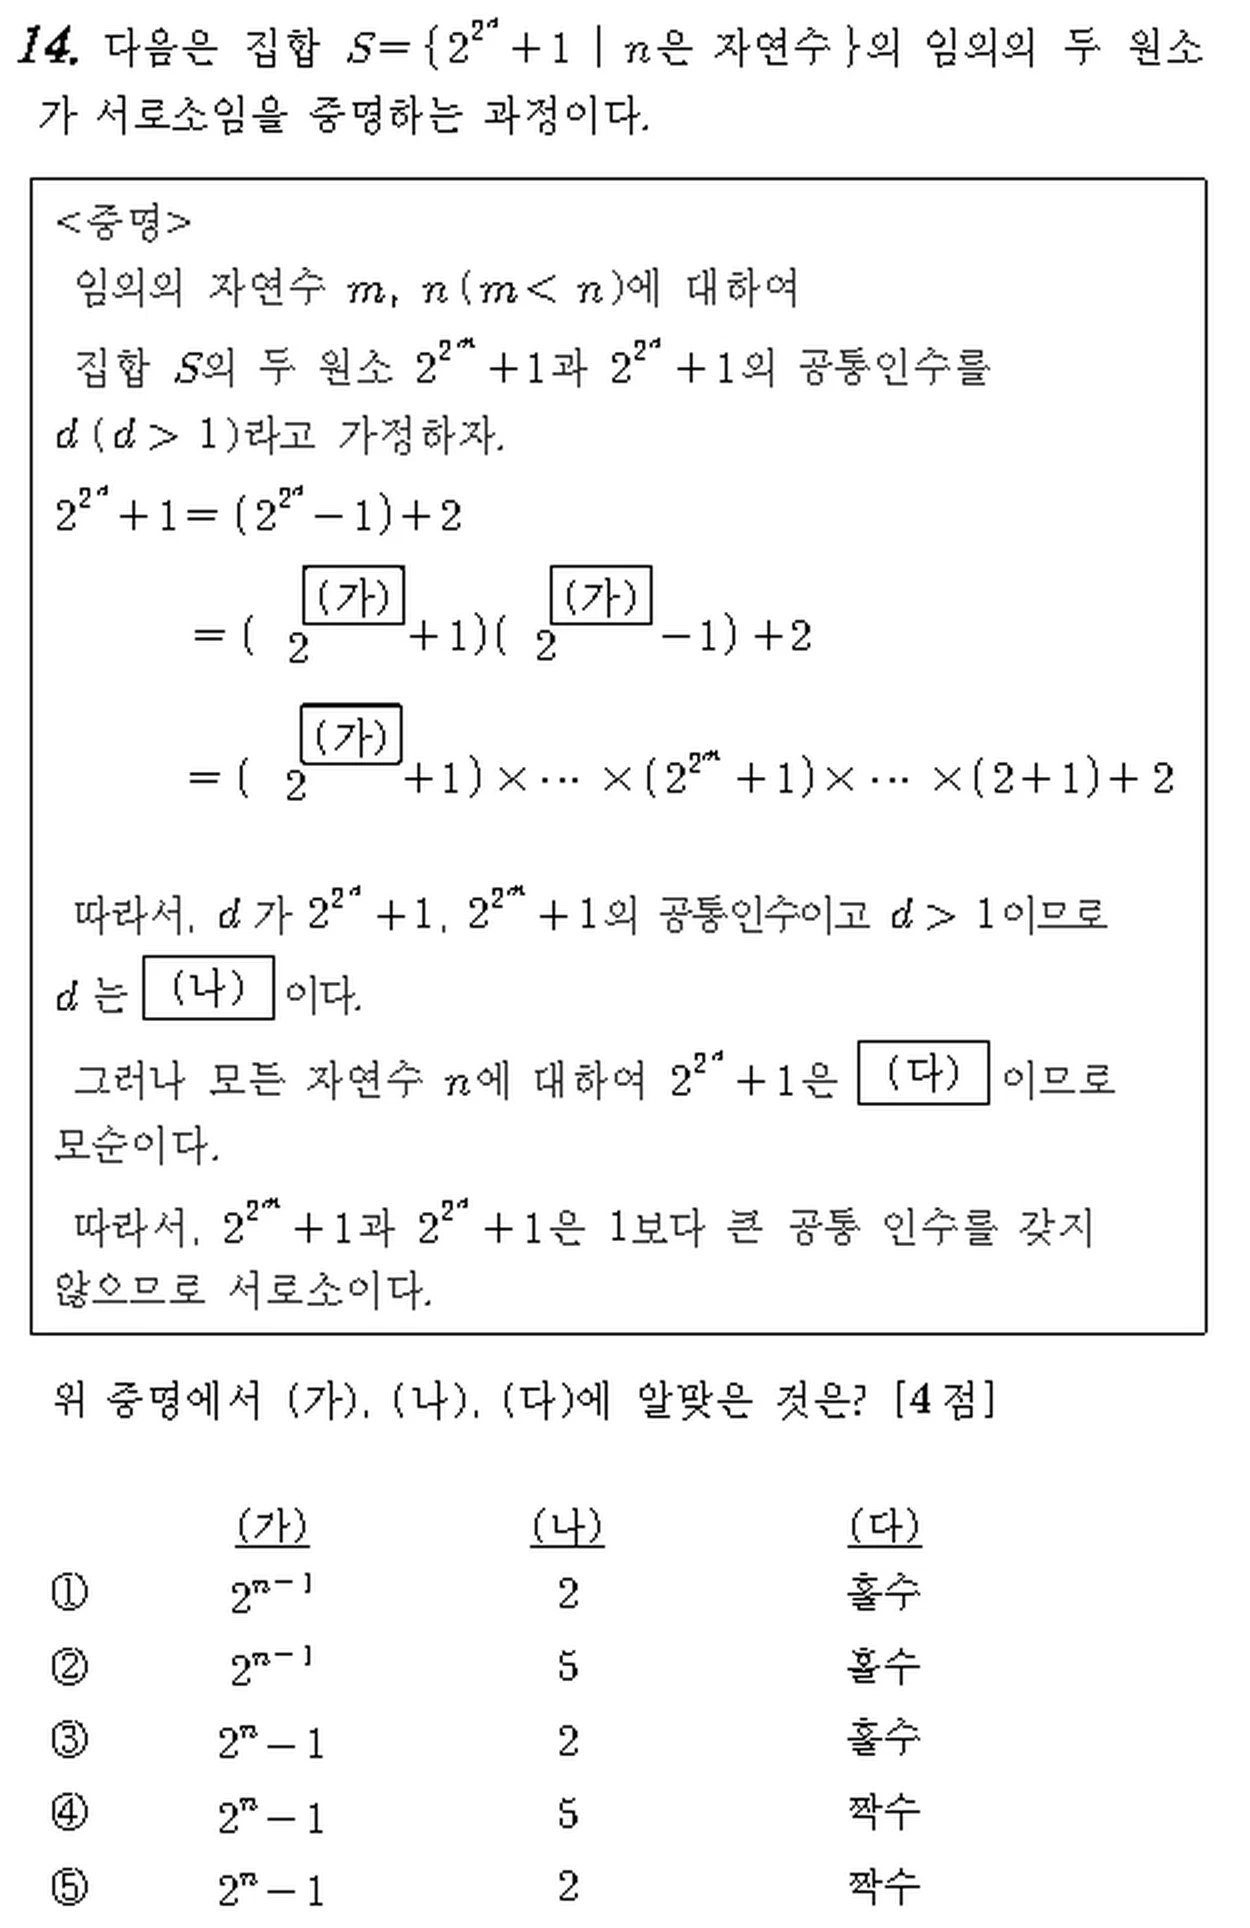 14. 다음은 집합 S={2^{2^n}+1 | n은 자연수}의 임의의 두 원소
가 서로소임을 증명하는 과정이다.
<증명>
임의의 자연수 m, n(m< n)에 대하여
집합 S의 두 원소 2^{2^m}+1과 2^{2^n}+1의 공통인수를
d(d> 1)라고 가정하자.
2^{2^n}+1=(2^{2^n}-1)+2
=( 2^{(가)}+1)( 2^{(가)}-1)+2
=( 2^{(가)}+1)×⋯×(2^{2^m}+1)×⋯×(2+1)+2
따라서, d가 2^{2^n}+1, 2^{2^m}+1의 공통인수이고 d> 1이므로
d는 (나) 이다.
그러나 모든 자연수 n에 대하여 2^{2^n}+1은 (다) 이므로
모순이다.
따라서, 2^{2^m}+1과 2^{2^n}+1은 1보다 큰 공통 인수를 갖지
않으므로 서로소이다.
위 증명에서 (가), (나), (다)에 알맞은 것은? [4점]
(가) (나) (다)
① 2^{n-1} 2 홀수
② 2^{n-1} 5 홀수
③ 2^n-1 2 홀수
④ 2^n-1 5 짝수
⑤ 2^n-1 2 짝수